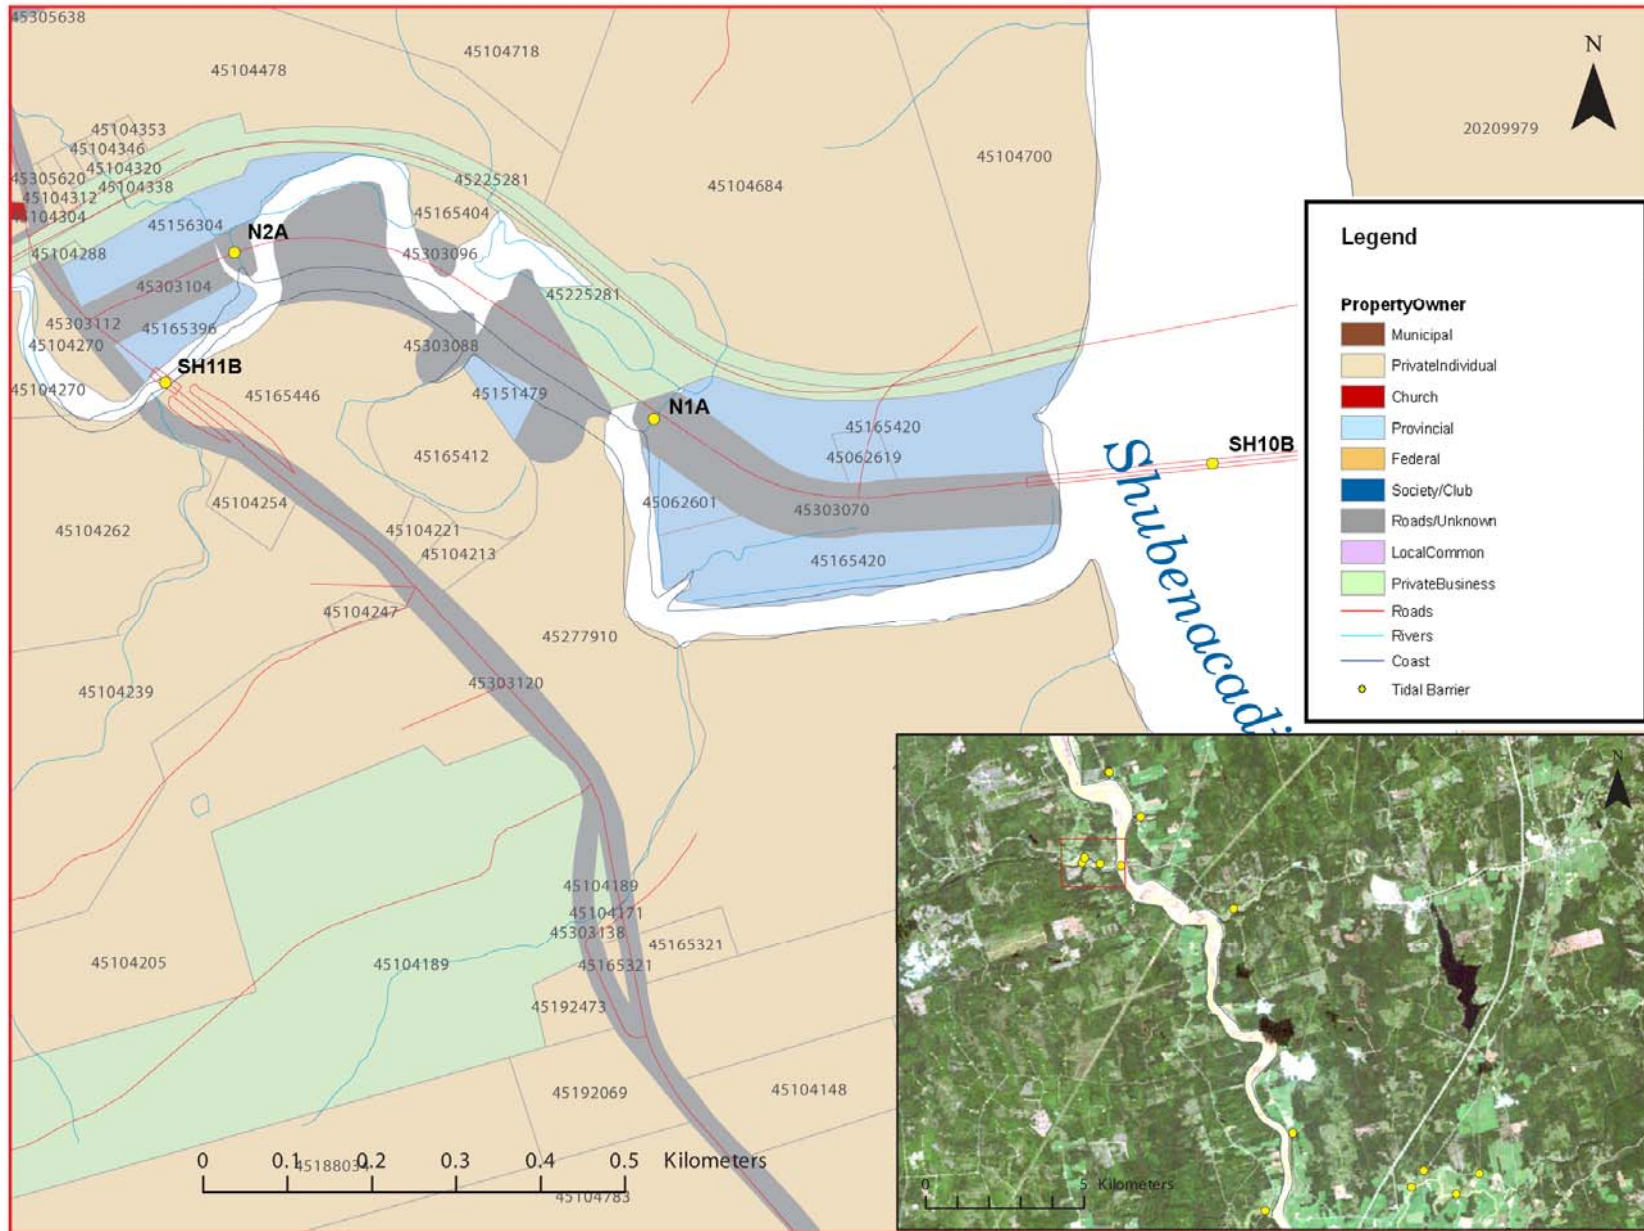 45305638
45104718
45104478
N
45104353
20209979
45104346
45104320
45104700
45305620
45104338
45225281
45104684
45104312
45165404
45104304
45156304
N2A
45104288
45303096
Legend
45303104
45225281
PropertyOwner
45303112
45165396
Municipal
45104270
45303088
SH11B
PrivateIndividual
45104270
45165446
45151479
Church
N1A
45165420
Provincial
45165412
45062619
SH10B
Federal
Society/Club
45104254
45062601
45303070
Roads/Unknown
45104262
45104221
45104213
LocalCommon
45165420
PrivateBusiness
45104247
Roads
45277910
Rivers
Shubenacadi
Coast
45303120
45104239
Tidal Barrier
N
45104189
45104171
45303138
45165321
45104205
45104189
45165321
45192473
45192069
45104148
0 0.1 0.2 0.3 0.4 0.5 Kilometers
45104783
0 5 Kilometers